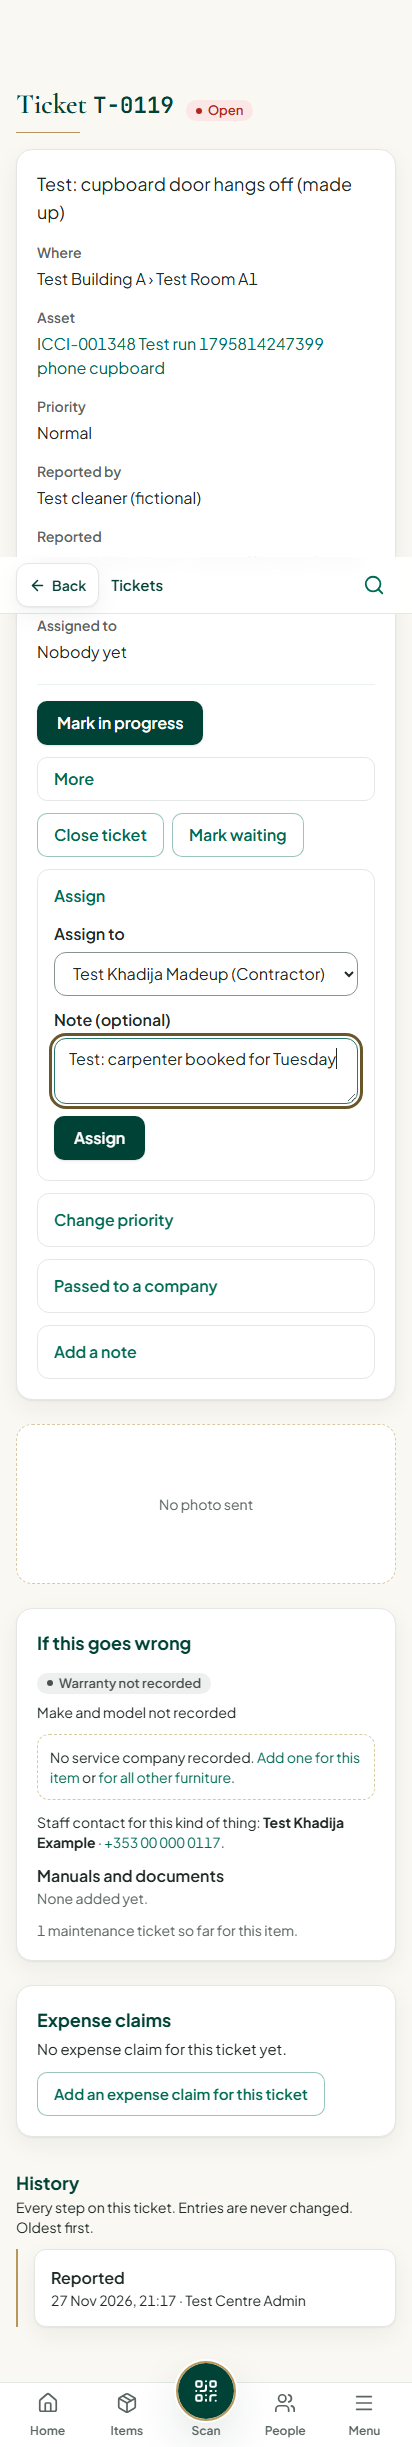 Ticket T-0119 Open
Test: cupboard door hangs off (made
up)
Where
Test Building A › Test Room A1
Asset
ICCI-001348 Test run 1795814247399
phone cupboard
Priority
Normal
Reported by
Test cleaner (fictional)
Reported
Back Tickets
Assigned to
Nobody yet
Mark in progress
More
Close ticket Mark waiting
Assign
Assign to
Test Khadija Madeup (Contractor)
Note (optional)
Test: carpenter booked for Tuesday
Assign
Change priority
Passed to a company
Add a note
No photo sent
If this goes wrong
Warranty not recorded
Make and model not recorded
No service company recorded. Add one for this
item or for all other furniture.
Staff contact for this kind of thing: Test Khadija
Example · +353 00 000 0117.
Manuals and documents
None added yet.
1 maintenance ticket so far for this item.
Expense claims
No expense claim for this ticket yet.
Add an expense claim for this ticket
History
Every step on this ticket. Entries are never changed.
Oldest first.
Reported
27 Nov 2026, 21:17 · Test Centre Admin
Home Items Scan People Menu